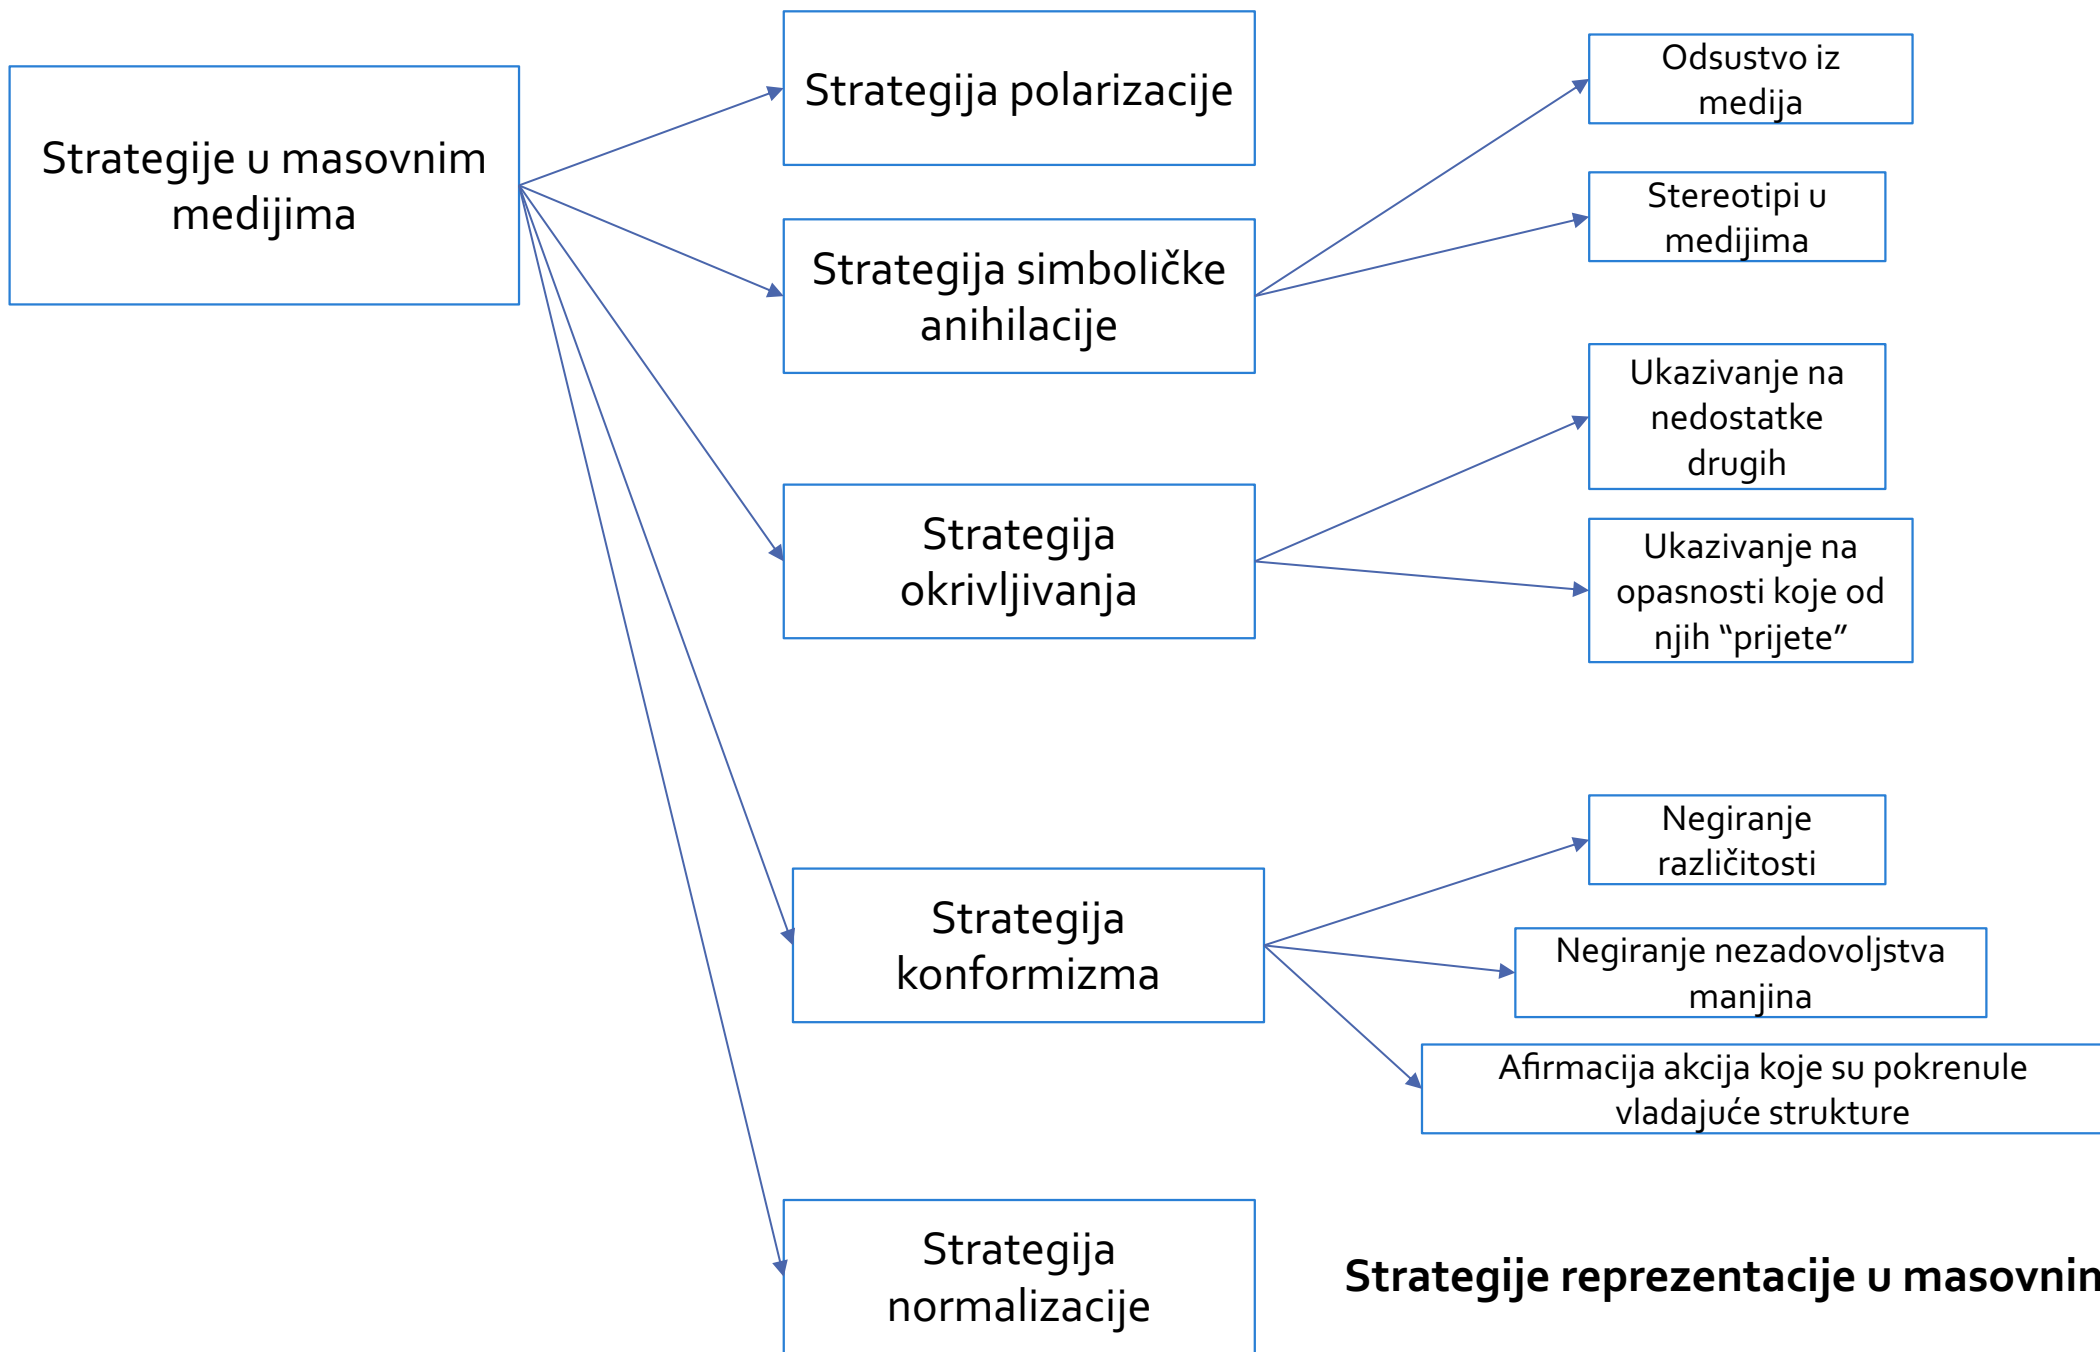 Strategije u masovnim
medijima
Strategija polarizacije
Strategija simboličke
anihilacije
Odsustvo iz
medija
Stereotipi u
medijima
Strategija
okrivljivanja
Ukazivanje na
nedostatke
drugih
Ukazivanje na
opasnosti koje od
njih “prijete”
Strategija
konformizma
Negiranje
različitosti
Negiranje nezadovoljstva
manjina
Afirmacija akcija koje su pokrenule
vladajuće strukture
Strategija
normalizacije
Strategije reprezentacije u